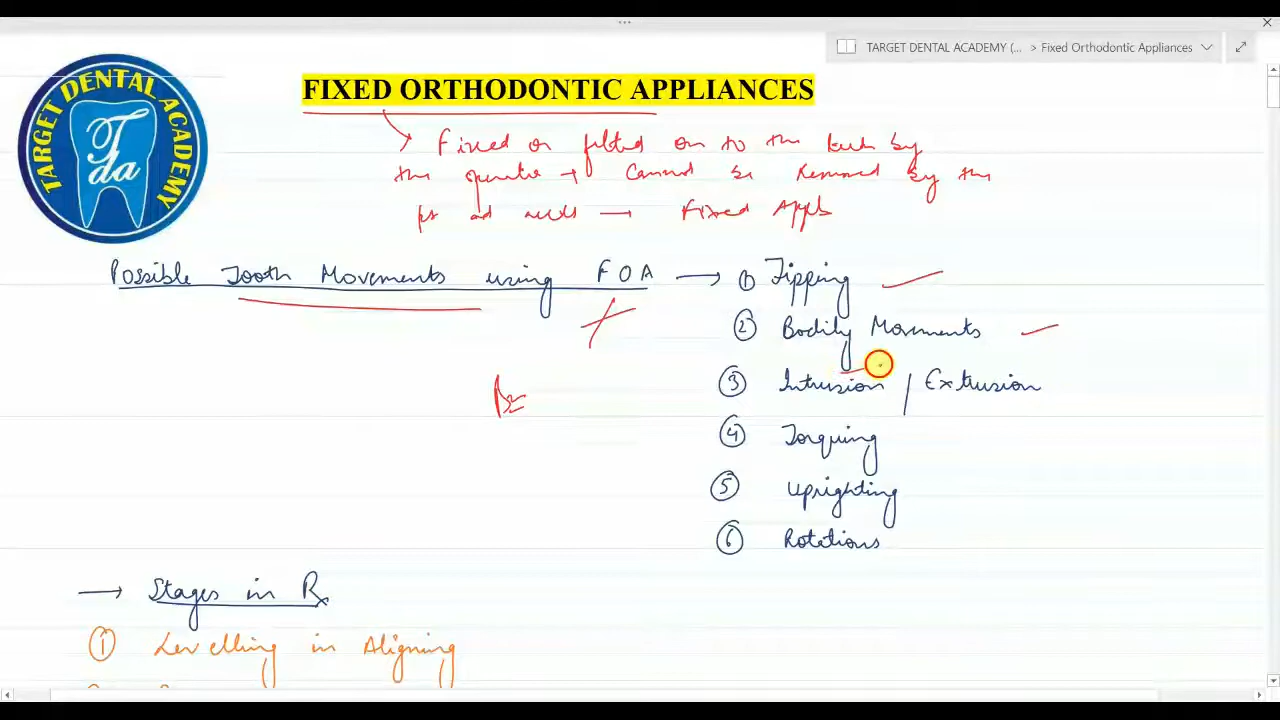 TARGET DENTAL ACADEMY (... > Fixed Orthodontic Appliances
TARGET DENTAL ACADEMY
Tda
FIXED ORTHODONTIC APPLIANCES
Fixed or fitted on to the teeth by
the operator → Cannot be Removed by the
pt and — Fixed Appl
Possible Tooth Movements using FOA → ① Tipping
② Bodily Movements
③ Intrusion / Extrusion
④ Torquing
⑤ Uprighting
⑥ Rotations
→ Stages in Rx
① Levelling in Aligning